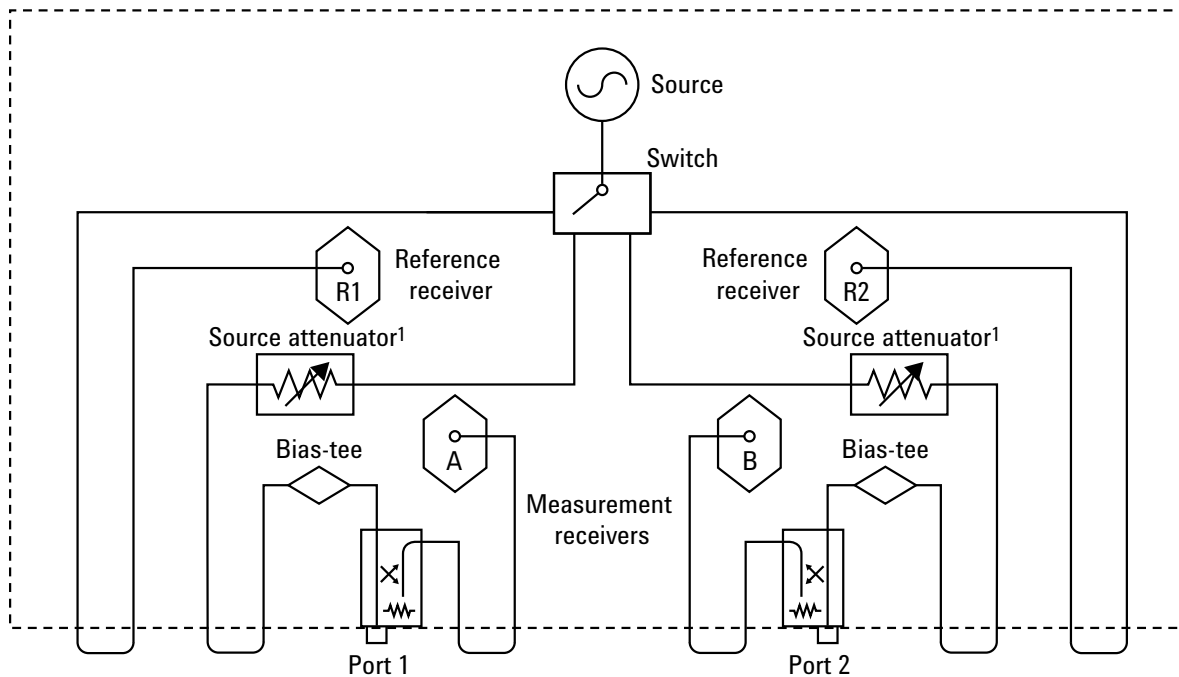 Source
Switch
Reference
receiver
R1
Reference
receiver
R2
Source attenuator¹
Source attenuator¹
Bias-tee
A
B
Bias-tee
Measurement
receivers
Port 1
Port 2